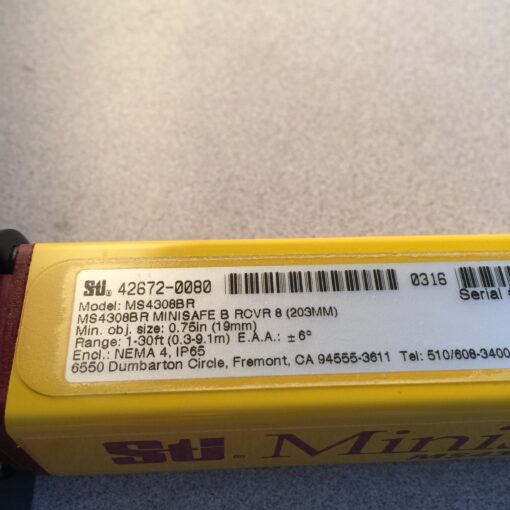 Sti. 42672-0080 0316
Serial #
Model: MS4308BR
MS4308BR MINISAFE B RCVR 8 (203MM)
Min. obj. size: 0.75in (19mm)
Range: 1-30ft (0.3-9.1m) E.A.A.: ±6°
Encl.: NEMA 4, IP65
6550 Dumbarton Circle, Fremont, CA 94555-3611 Tel: 510/608-3400
Sti. Minis